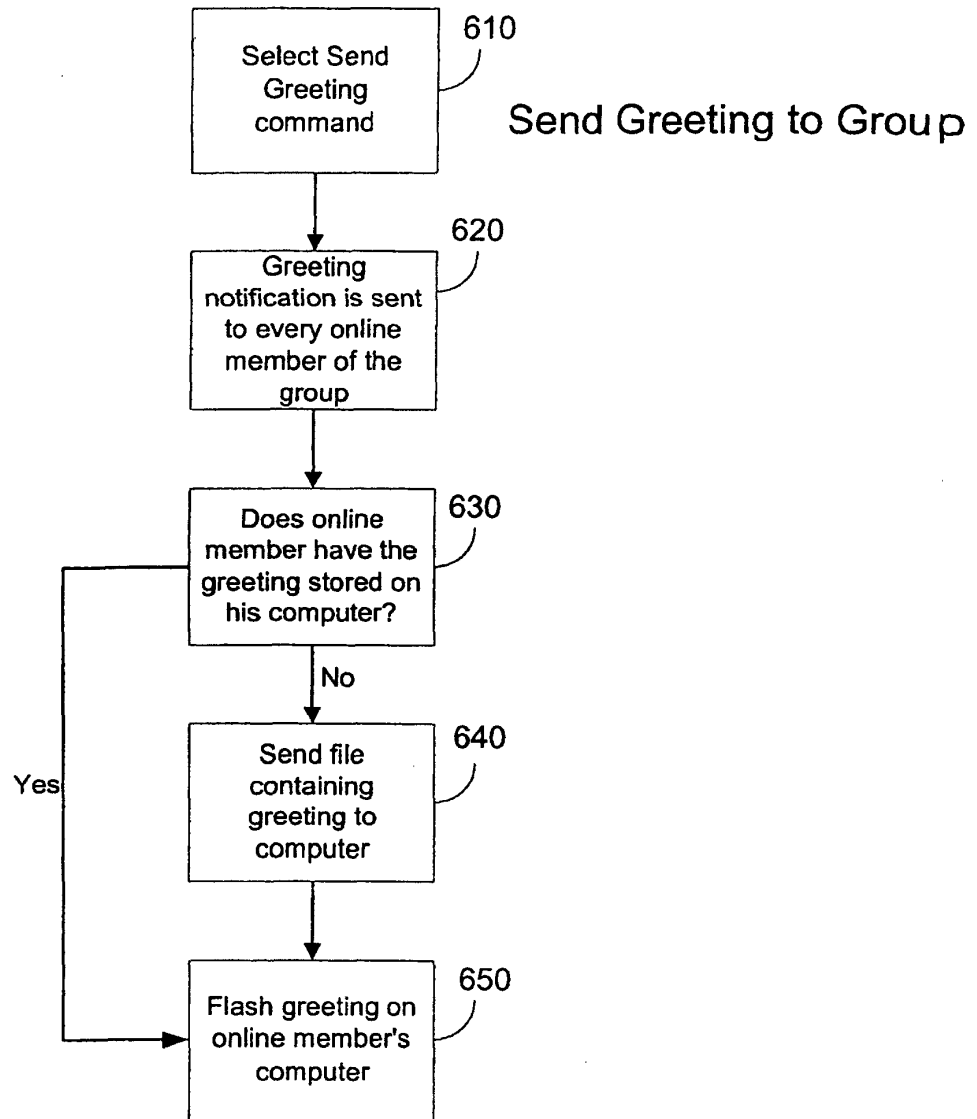 610
Select Send
Greeting
command
Send Greeting to Group
620
Greeting
notification is sent
to every online
member of the
group
630
Does online
member have the
greeting stored on
his computer?
No
640
Send file
containing
greeting to
computer
Yes
650
Flash greeting on
online member's
computer